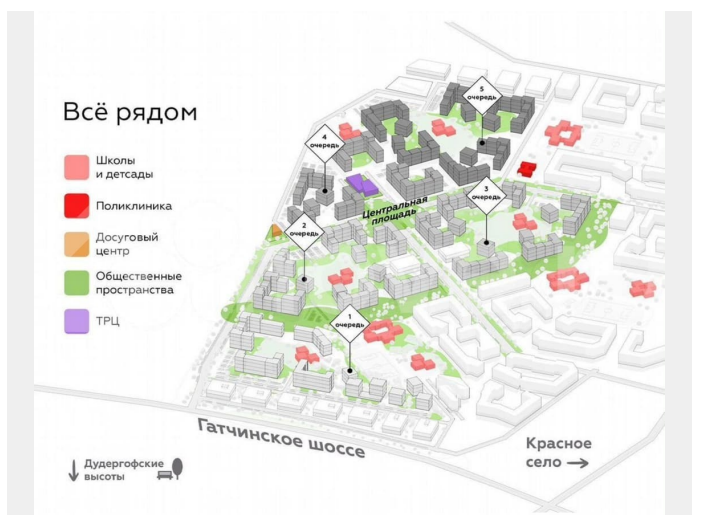 Всё рядом
Школы
и детсады
Поликлиника
Досуговый
центр
Общественные
пространства
ТРЦ
5
очередь
4
очередь
3
очередь
Центральная
площадь
2
очередь
1
очередь
Гатчинское шоссе
Дудергофские
высоты
Красное
село →